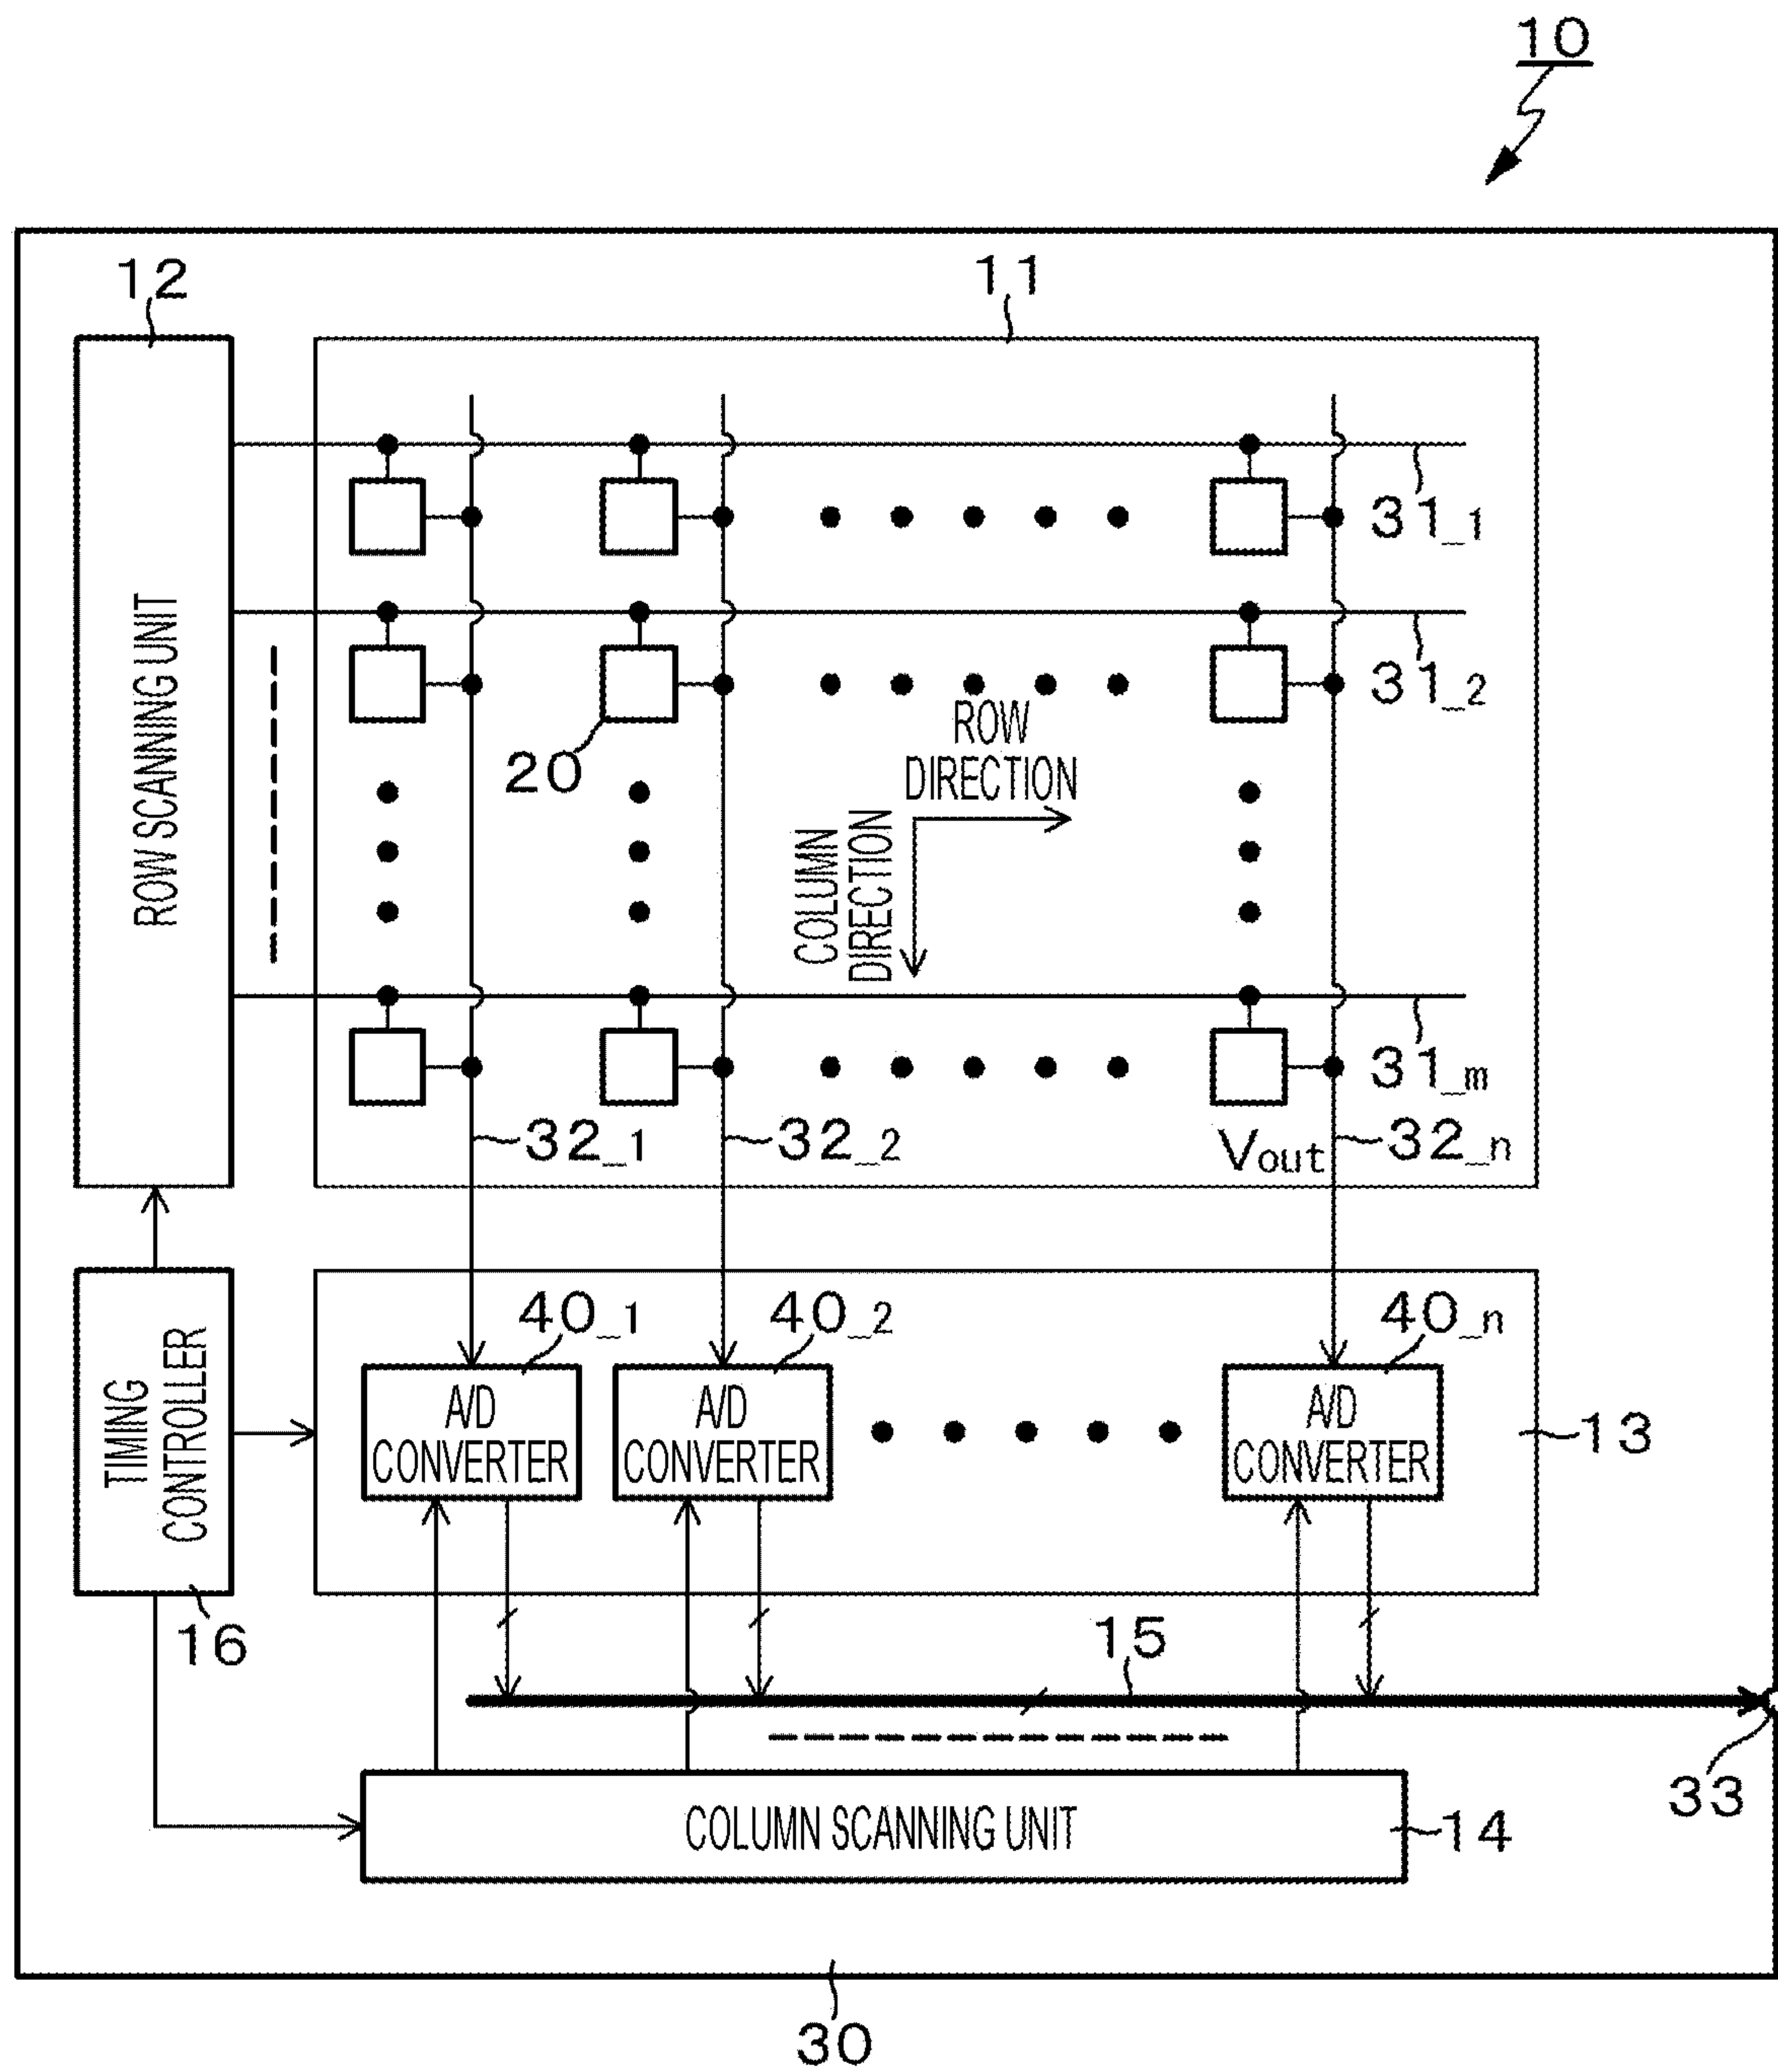 10
12
11
31_1
31_2
ROW SCANNING UNIT
20
ROW
DIRECTION
COLUMN
DIRECTION
31_m
32_1
32_2
Vout
32_n
40_1
40_2
40_n
TIMING
CONTROLLER
A/D
CONVERTER
A/D
CONVERTER
A/D
CONVERTER
13
16
15
33
COLUMN SCANNING UNIT
14
30